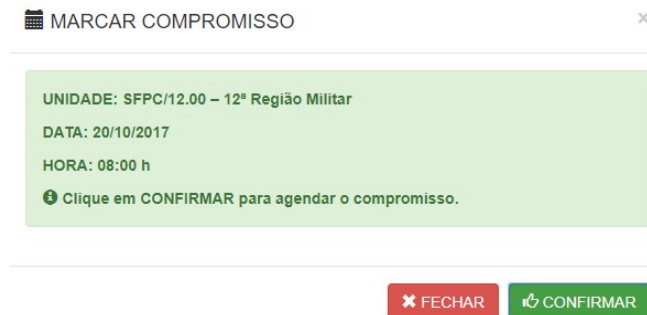 MARCAR COMPROMISSO
UNIDADE: SFPC/12.00 – 12ª Região Militar
DATA: 20/10/2017
HORA: 08:00 h
Clique em CONFIRMAR para agendar o compromisso.
FECHAR CONFIRMAR